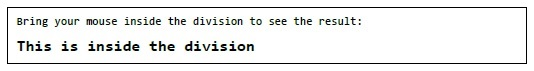 Bring your mouse inside the division to see the result:
This is inside the division